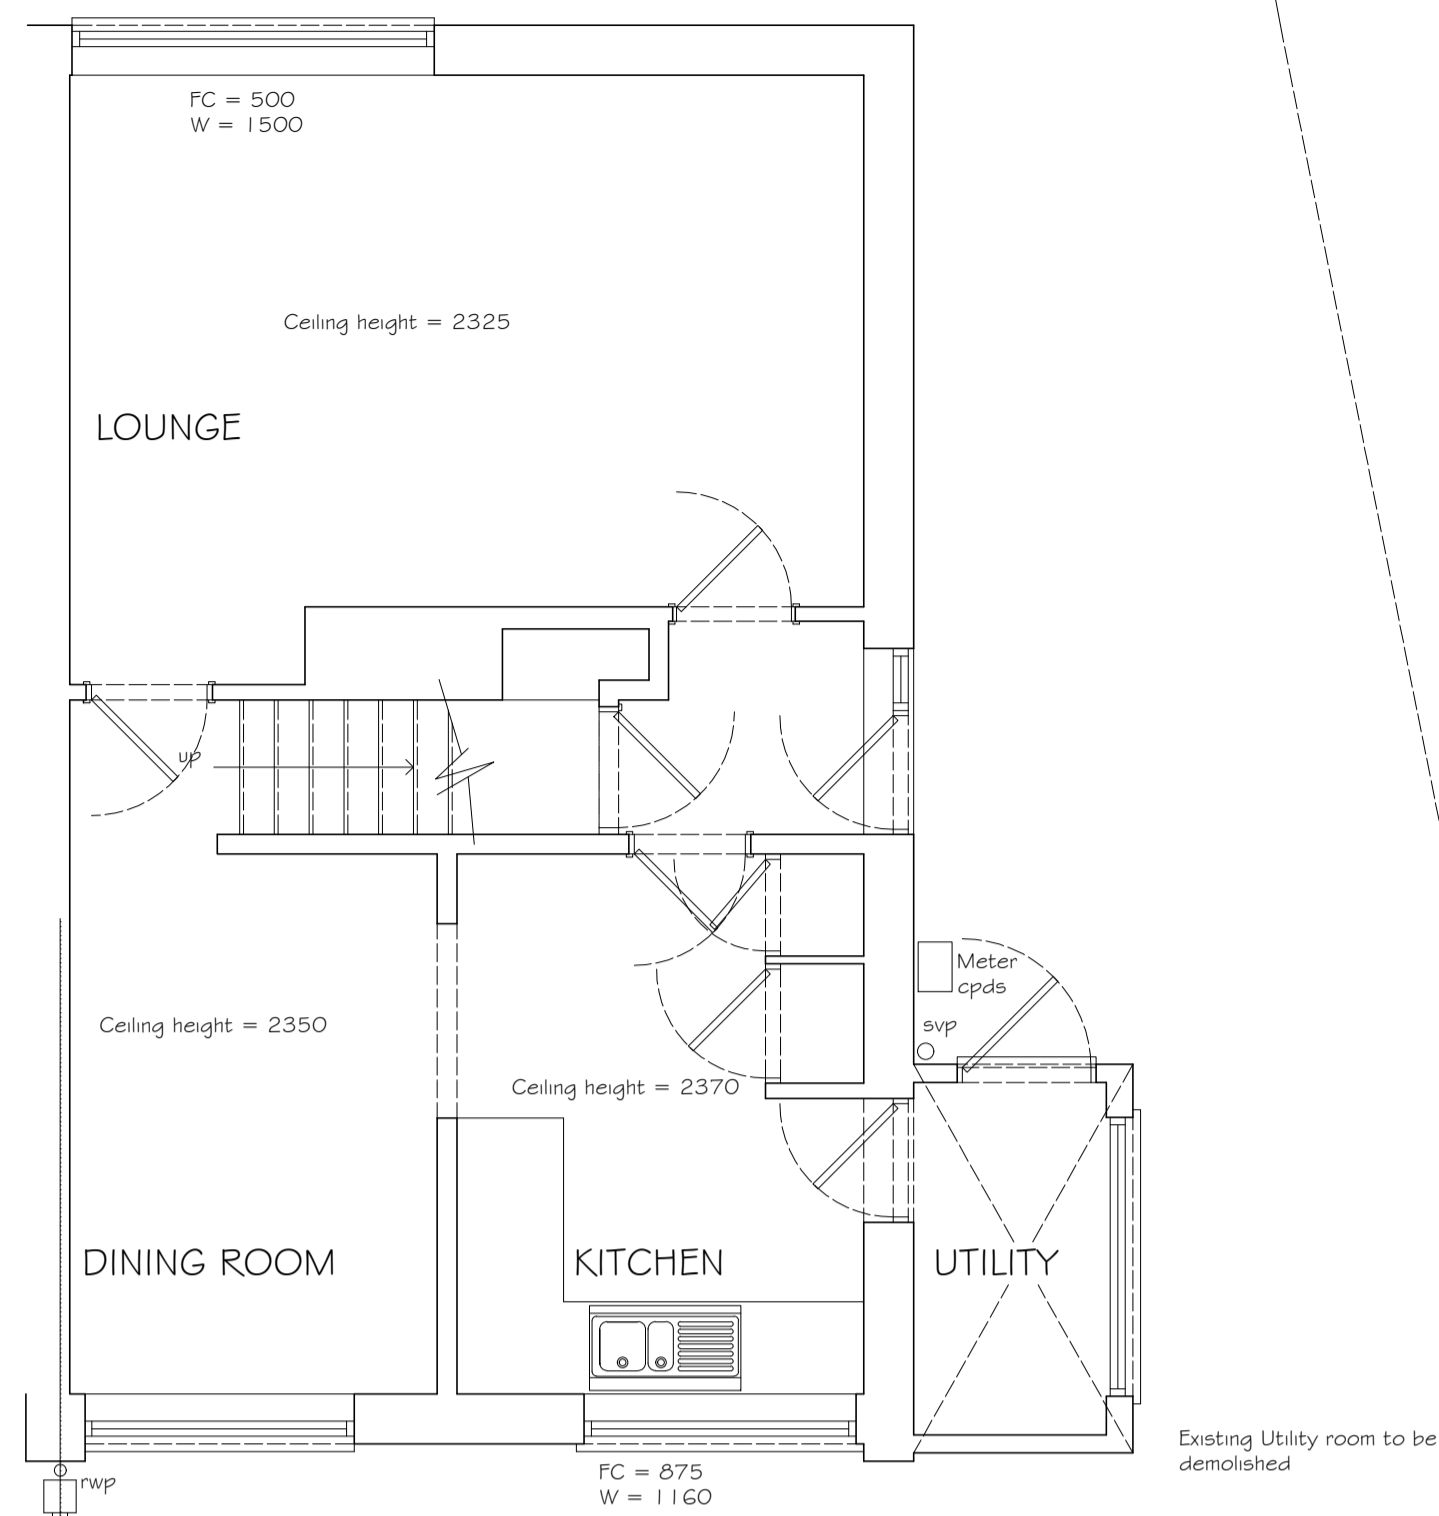 FC = 500
W = 1500
Ceiling height = 2325
LOUNGE
up
Meter
cpds
svp
Ceiling height = 2350
Ceiling height = 2370
DINING ROOM
KITCHEN
UTILITY
Existing Utility room to be
demolished
FC = 875
W = 1160
rwp